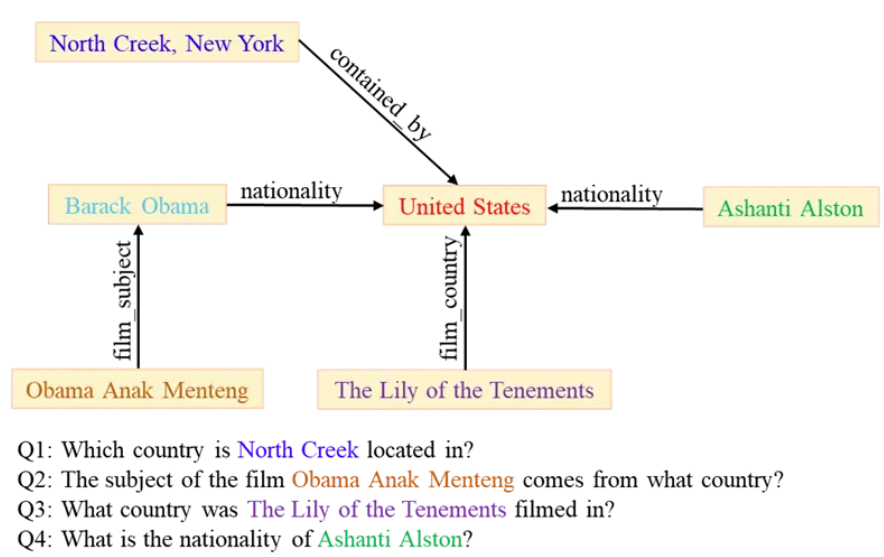 North Creek, New York
contained_by
Barack Obama
nationality
United States
nationality
Ashanti Alston
film_subject
film_country
Obama Anak Menteng
The Lily of the Tenements
Q1: Which country is North Creek located in?
Q2: The subject of the film Obama Anak Menteng comes from what country?
Q3: What country was The Lily of the Tenements filmed in?
Q4: What is the nationality of Ashanti Alston?